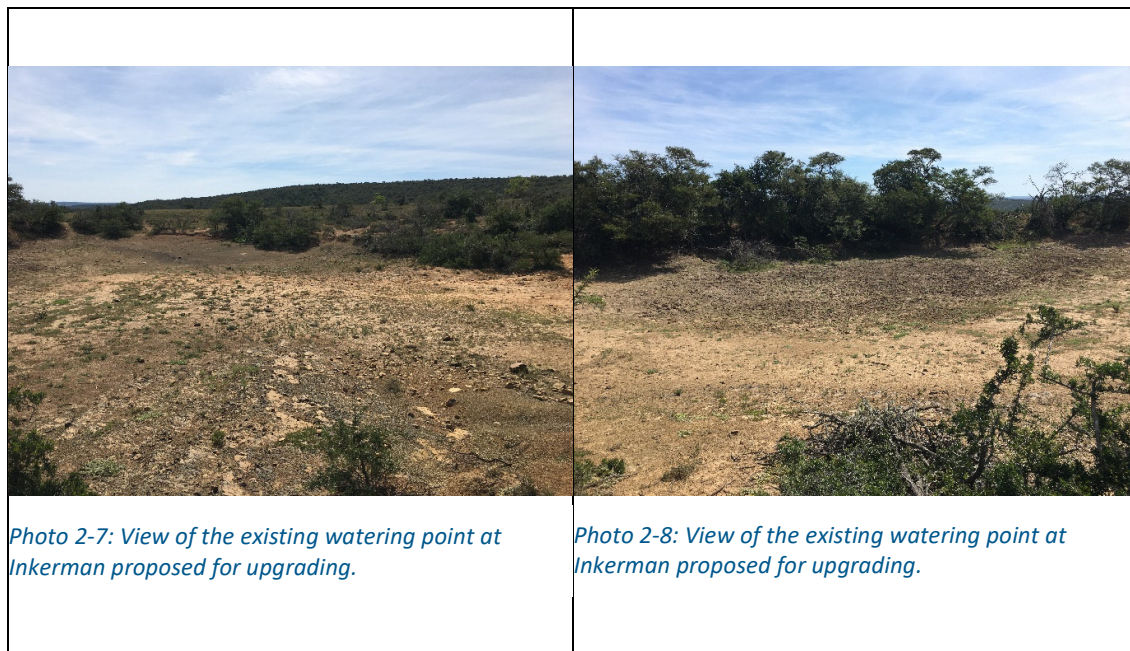 Photo 2-7: View of the existing watering point at
Inkerman proposed for upgrading.
Photo 2-8: View of the existing watering point at
Inkerman proposed for upgrading.